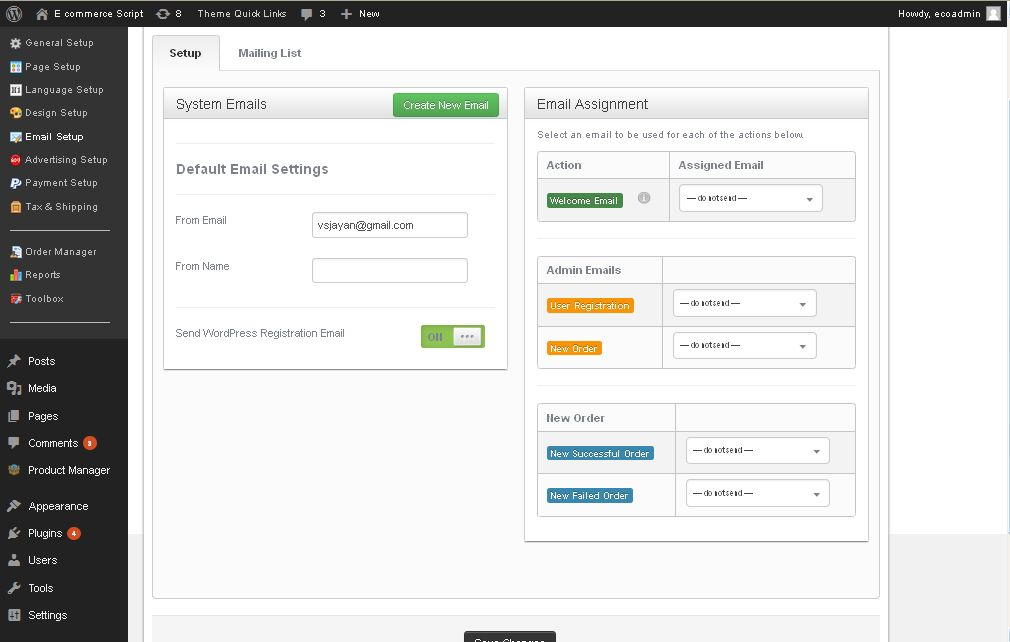 E commerce Script 8 Theme Quick Links 3 New Howdy, ecoadmin
General Setup
Page Setup
Language Setup
Design Setup
Email Setup
Advertising Setup
Payment Setup
Tax & Shipping
Order Manager
Reports
Toolbox
Posts
Media
Pages
Comments 3
Product Manager
Appearance
Plugins 4
Users
Tools
Settings
Setup Mailing List
System Emails Create New Email
Default Email Settings
From Email vsjayan@gmail.com
From Name
Send WordPress Registration Email
Email Assignment
Select an email to be used for each of the actions below.
Action Assigned Email
Welcome Email --- do not send ---
Admin Emails
User Registration --- do not send ---
New Order --- do not send ---
New Order
New Successful Order --- do not send ---
New Failed Order --- do not send ---
Save Changes